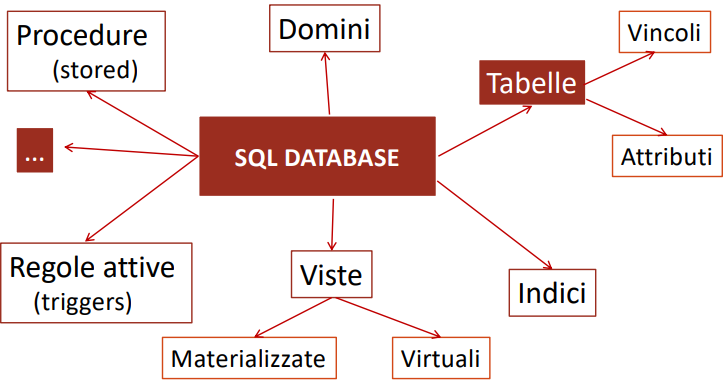 Procedure
(stored)
Domini
Vincoli
Tabelle
...
SQL DATABASE
Attributi
Regole attive
(triggers)
Viste
Indici
Materializzate
Virtuali